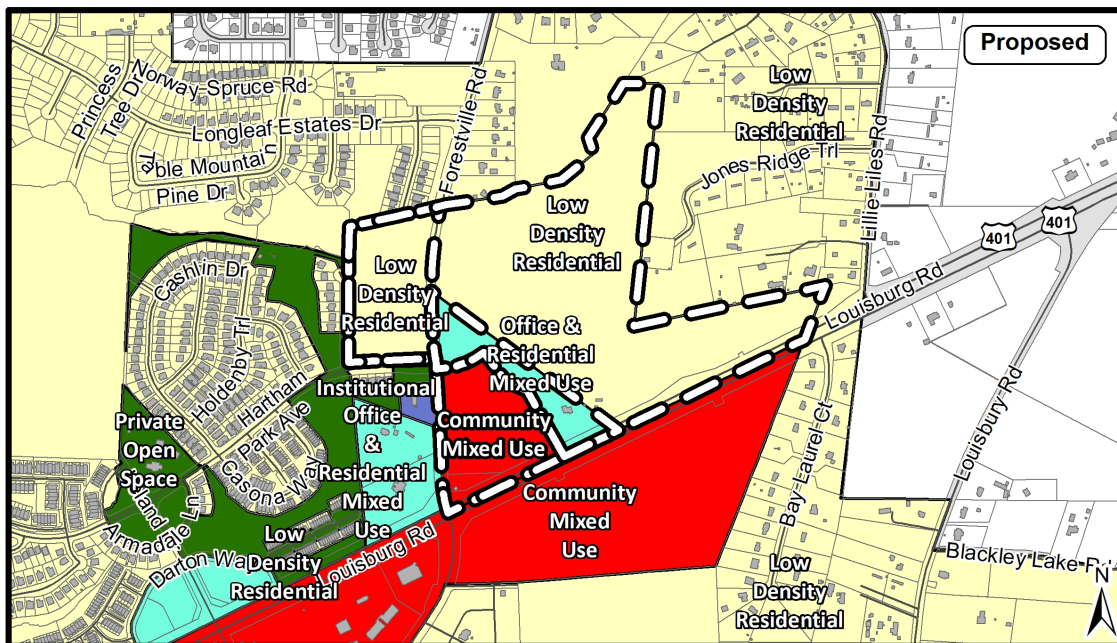 Proposed
Princess
Tree Dr
Norway Spruce Rd
Longleaf Estates Dr
Table Mountain
Pine Dr
Forestville Rd
Low
Density
Residential
Jones Ridge Trl
Lillie Liles Rd
401
401
Louisburg Rd
Low
Density
Residential
Low
Density
Residential
Cashlin Dr
Holdenby Trl
Hartham
Park Ave
Casona Way
Office &
Residential
Mixed Use
Institutional
Office
&
Residential
Mixed
Use
Private
Open
Space
Community
Mixed Use
Community
Mixed
Use
Bay Laurel Ct
Louisbury Rd
Armadale Ln
Darton Way
Low
Density
Residential
Louisburg Rd
Low
Density
Residential
Blackley Lake Rd
N